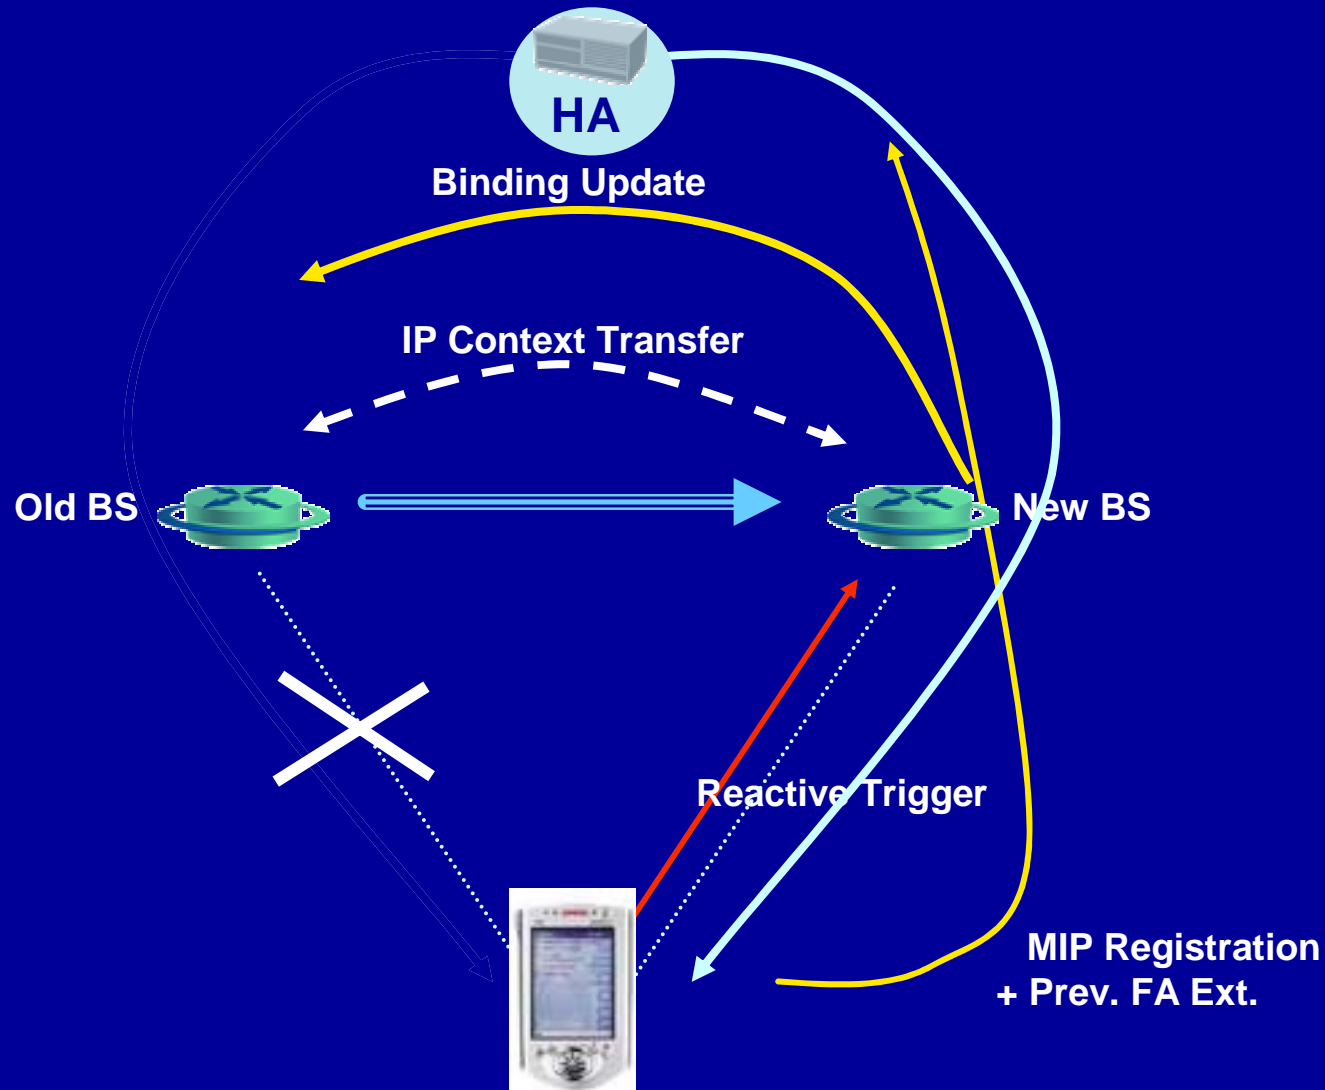 HA
Binding Update
IP Context Transfer
Old BS
New BS
Reactive Trigger
MIP Registration
+ Prev. FA Ext.